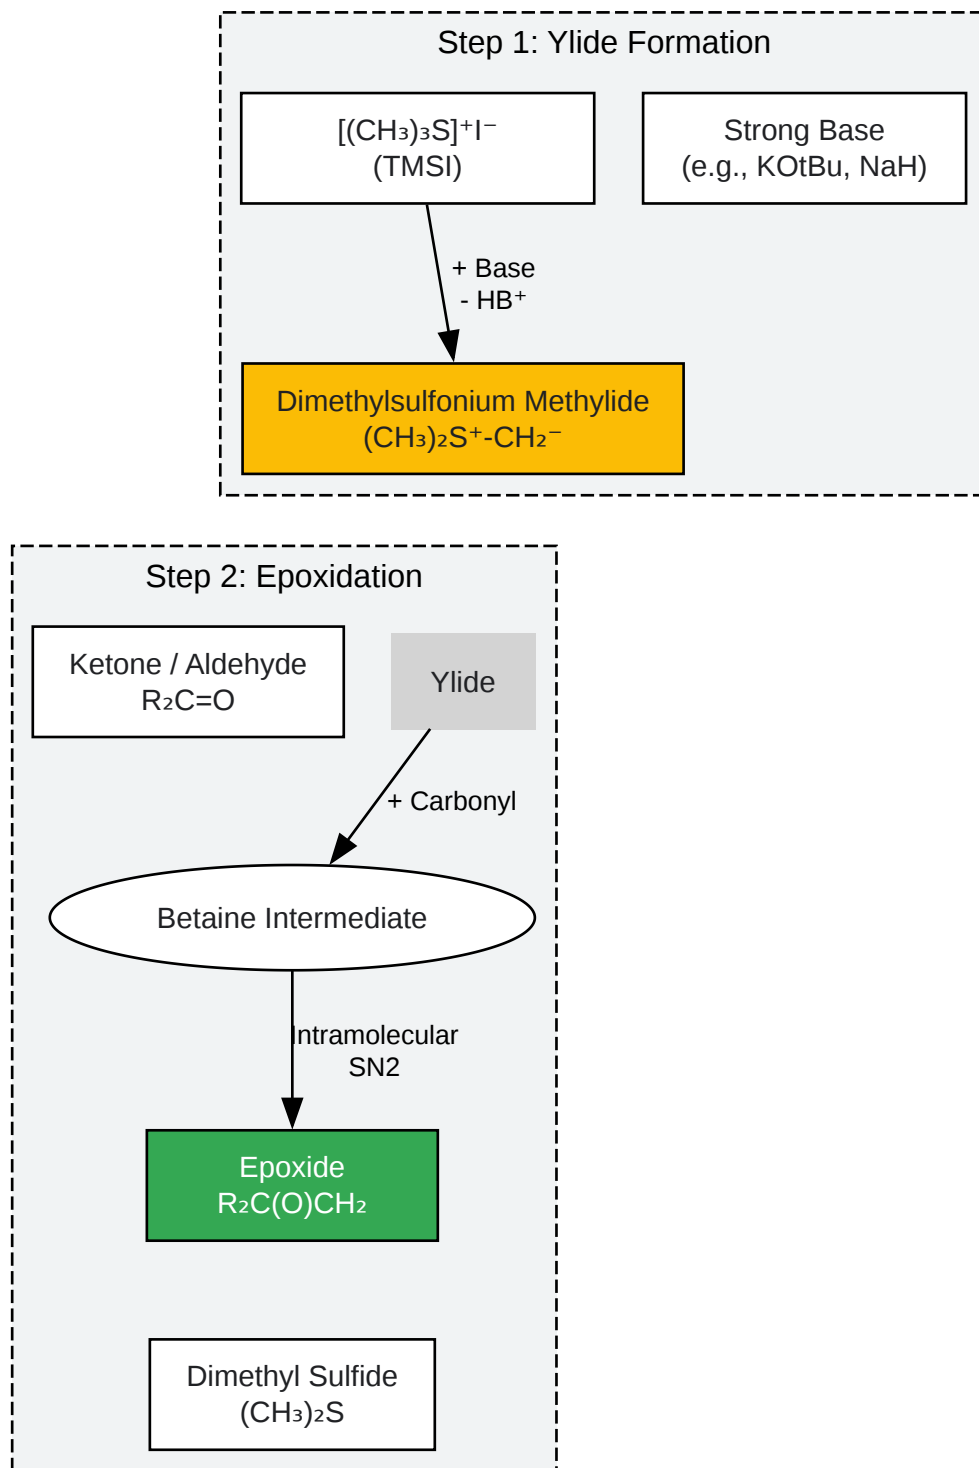 Step 1: Ylide Formation
[(CH₃)₃S]⁺I⁻
(TMSI)
Strong Base
(e.g., KOtBu, NaH)
+ Base
- HB⁺
Dimethylsulfonium Methylide
(CH₃)₂S⁺-CH₂⁻
Step 2: Epoxidation
Ketone / Aldehyde
R₂C=O
Ylide
+ Carbonyl
Betaine Intermediate
Intramolecular
SN2
Epoxide
R₂C(O)CH₂
Dimethyl Sulfide
(CH₃)₂S